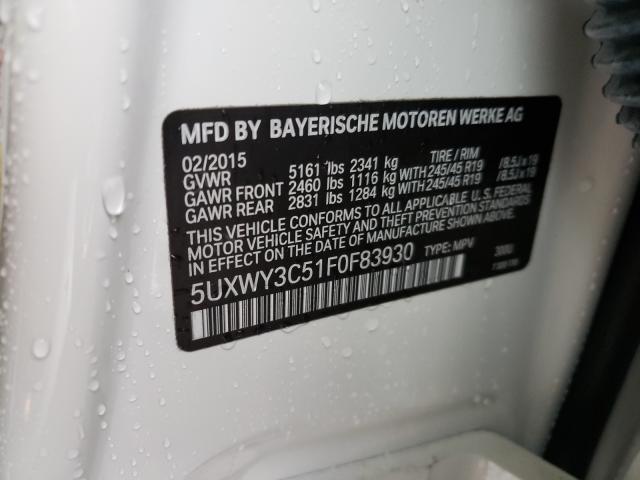 MFD BY BAYERISCHE MOTOREN WERKE AG
02/2015 TIRE / RIM
GVWR 5161 lbs 2341 kg
GAWR FRONT 2460 lbs 1116 kg WITH 245/45 R19 / 8.5J x 19
GAWR REAR 2831 lbs 1284 kg WITH 245/45 R19 / 8.5J x 19
THIS VEHICLE CONFORMS TO ALL APPLICABLE U.S. FEDERAL
MOTOR VEHICLE SAFETY AND THEFT PREVENTION STANDARDS
IN EFFECT ON THE DATE OF MANUFACTURE SHOWN ABOVE.
5UXWY3C51F0F83930 TYPE: MPV 300U